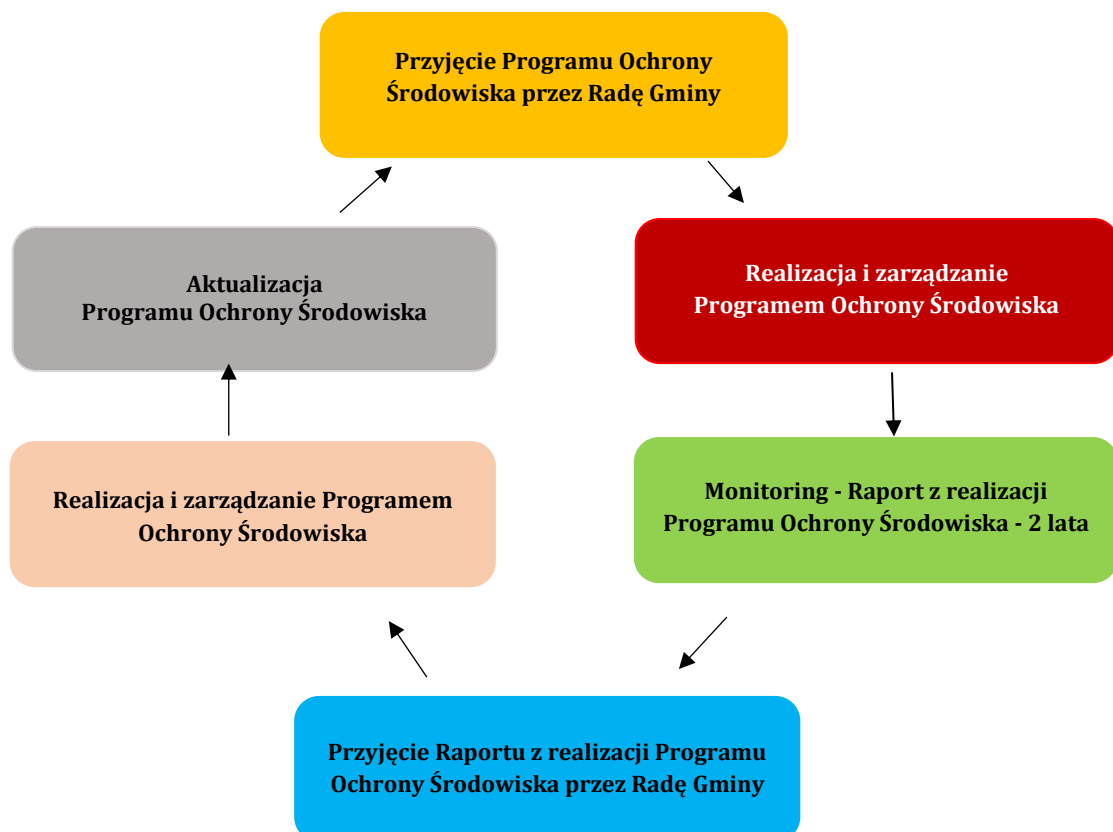 Przyjęcie Programu Ochrony
Środowiska przez Radę Gminy
Realizacja i zarządzanie
Programem Ochrony Środowiska
Monitoring - Raport z realizacji
Programu Ochrony Środowiska - 2 lata
Przyjęcie Raportu z realizacji Programu
Ochrony Środowiska przez Radę Gminy
Realizacja i zarządzanie Programem
Ochrony Środowiska
Aktualizacja
Programu Ochrony Środowiska